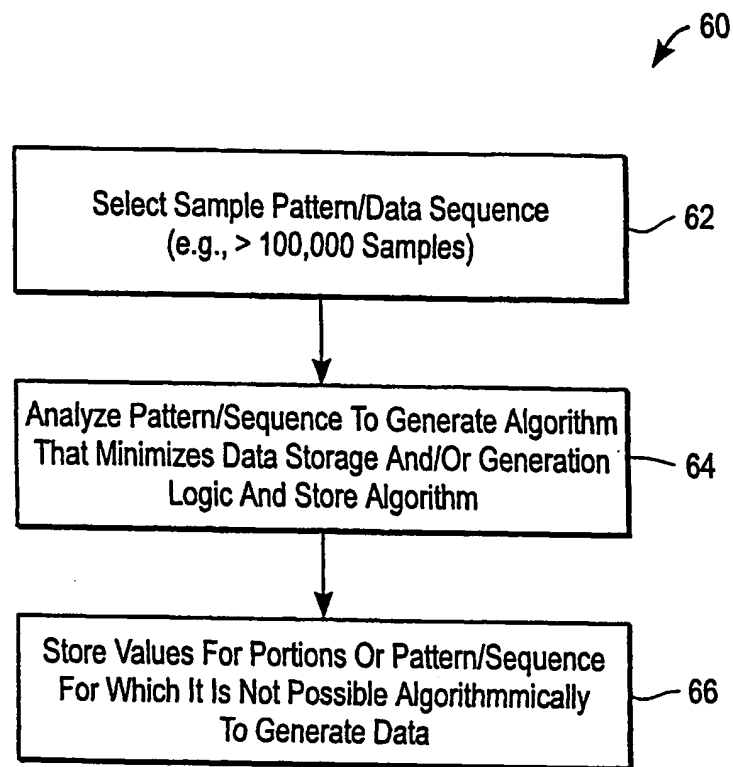 60
Select Sample Pattern/Data Sequence
(e.g., > 100,000 Samples)
62
Analyze Pattern/Sequence To Generate Algorithm
That Minimizes Data Storage And/Or Generation
Logic And Store Algorithm
64
Store Values For Portions Or Pattern/Sequence
For Which It Is Not Possible Algorithmmically
To Generate Data
66